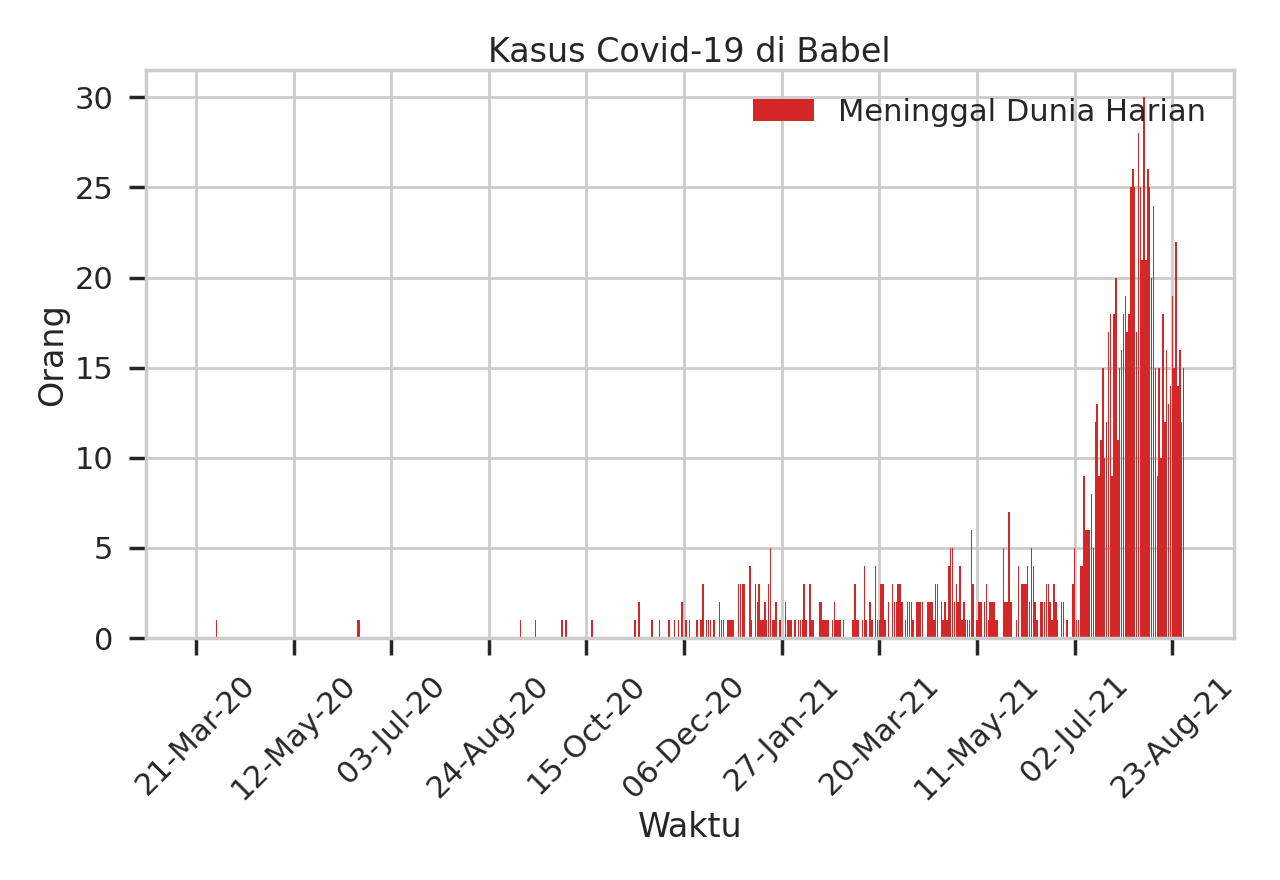 Kasus Covid-19 di Babel
Meninggal Dunia Harian
Orang
30
25
20
15
10
5
0
21-Mar-20
12-May-20
03-Jul-20
24-Aug-20
15-Oct-20
06-Dec-20
27-Jan-21
20-Mar-21
11-May-21
02-Jul-21
23-Aug-21
Waktu